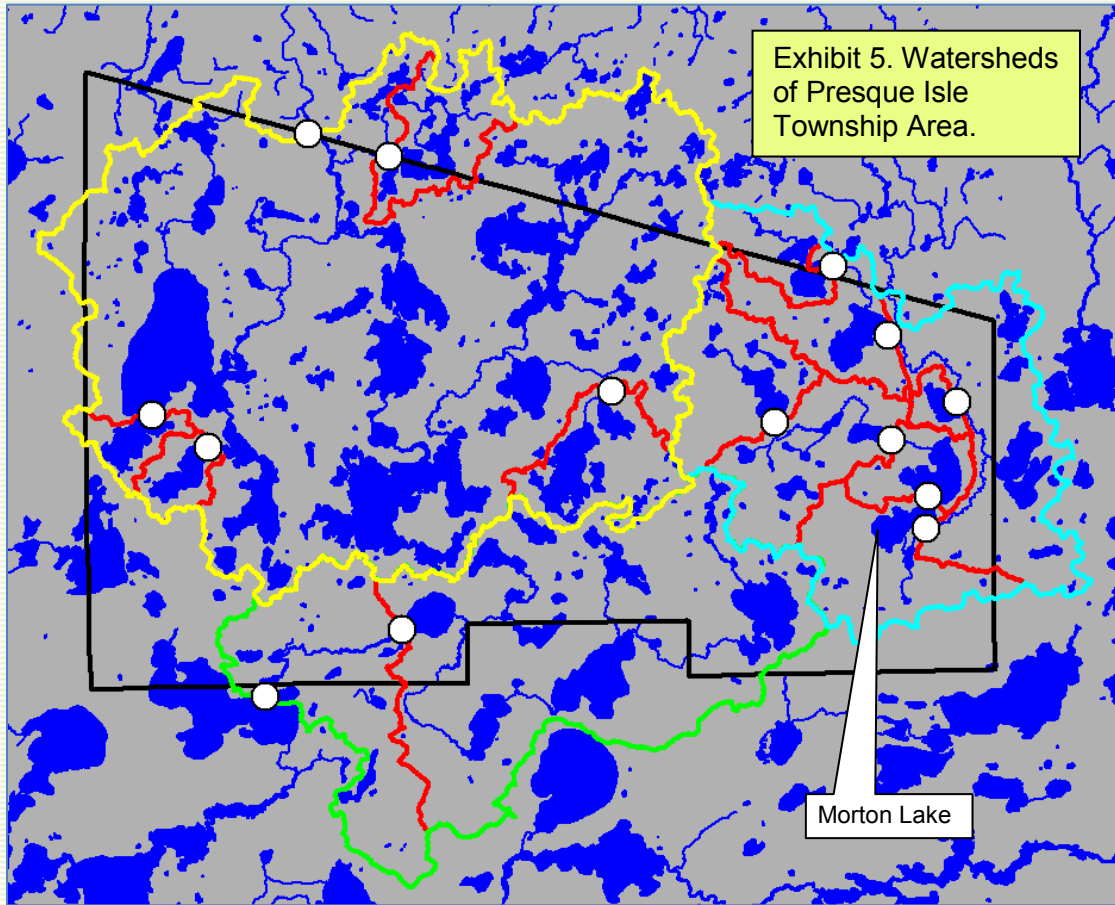 Exhibit 5. Watersheds
of Presque Isle
Township Area.
Morton Lake